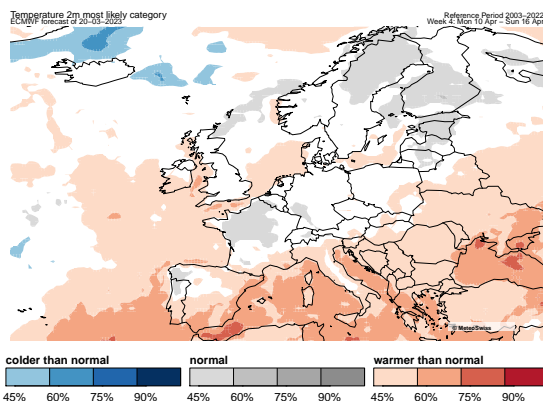 Temperature 2m most likely category
ECMWF forecast of 20−03−2023
Reference Period 2003−2022
Week 4: Mon 10 Apr − Sun 16 Apr
© MeteoSwiss
colder than normal
normal
warmer than normal
45% 60% 75% 90% 45% 60% 75% 90% 45% 60% 75% 90%